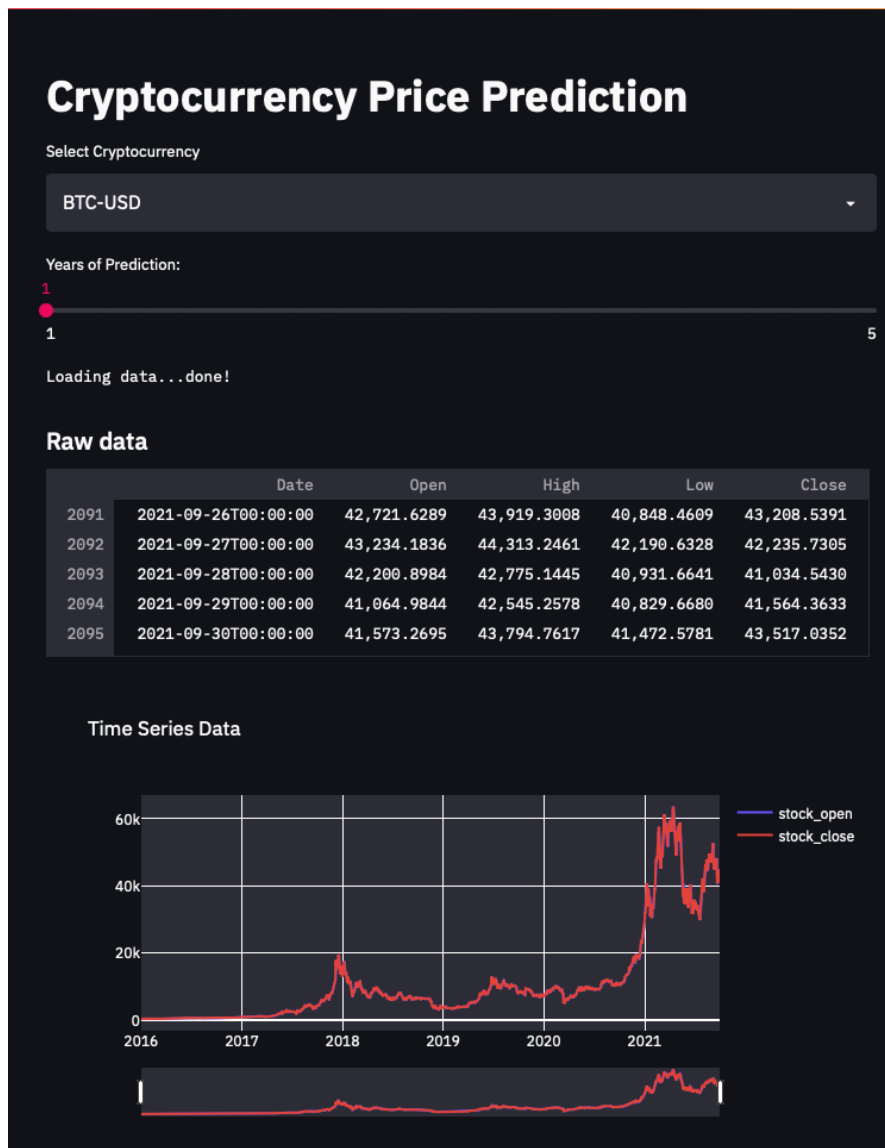 Cryptocurrency Price Prediction
Select Cryptocurrency
BTC-USD
Years of Prediction:
1
1 5
Loading data...done!
Raw data
Date Open High Low Close
2091 2021-09-26T00:00:00 42,721.6289 43,919.3008 40,848.4609 43,208.5391
2092 2021-09-27T00:00:00 43,234.1836 44,313.2461 42,190.6328 42,235.7305
2093 2021-09-28T00:00:00 42,200.8984 42,775.1445 40,931.6641 41,034.5430
2094 2021-09-29T00:00:00 41,064.9844 42,545.2578 40,829.6680 41,564.3633
2095 2021-09-30T00:00:00 41,573.2695 43,794.7617 41,472.5781 43,517.0352
Time Series Data
stock_open
stock_close
60k
40k
20k
0
2016 2017 2018 2019 2020 2021